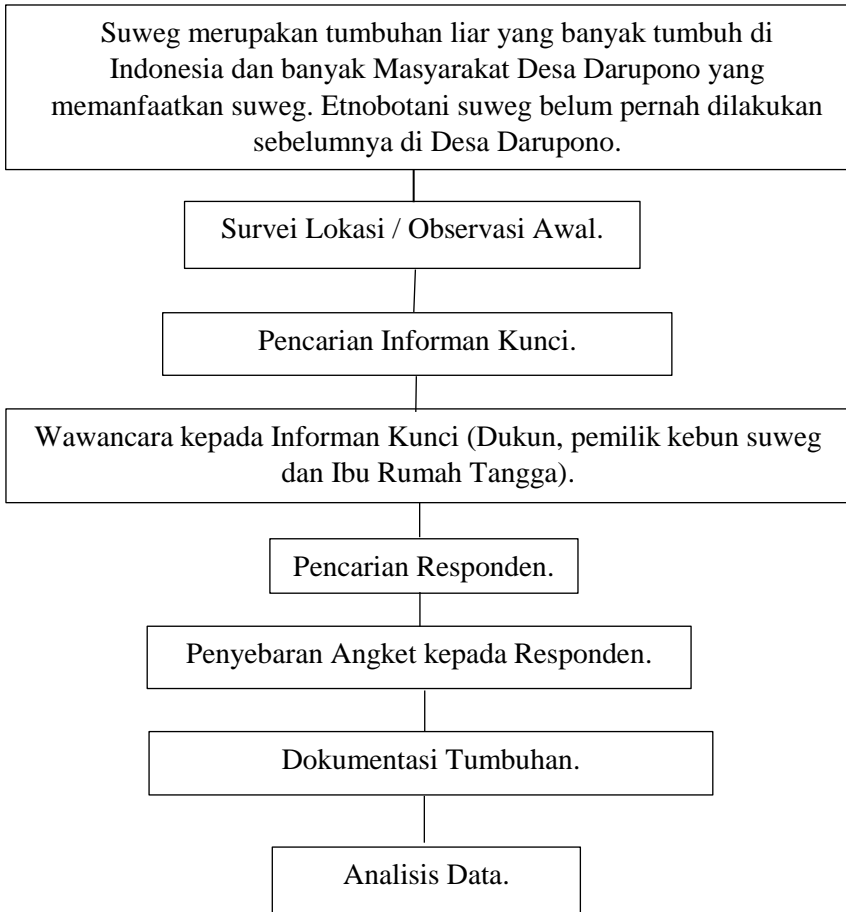 Suweg merupakan tumbuhan liar yang banyak tumbuh di
Indonesia dan banyak Masyarakat Desa Darupono yang
memanfaatkan suweg. Etnobotani suweg belum pernah dilakukan
sebelumnya di Desa Darupono.
Survei Lokasi / Observasi Awal.
Pencarian Informan Kunci.
Wawancara kepada Informan Kunci (Dukun, pemilik kebun suweg
dan Ibu Rumah Tangga).
Pencarian Responden.
Penyebaran Angket kepada Responden.
Dokumentasi Tumbuhan.
Analisis Data.